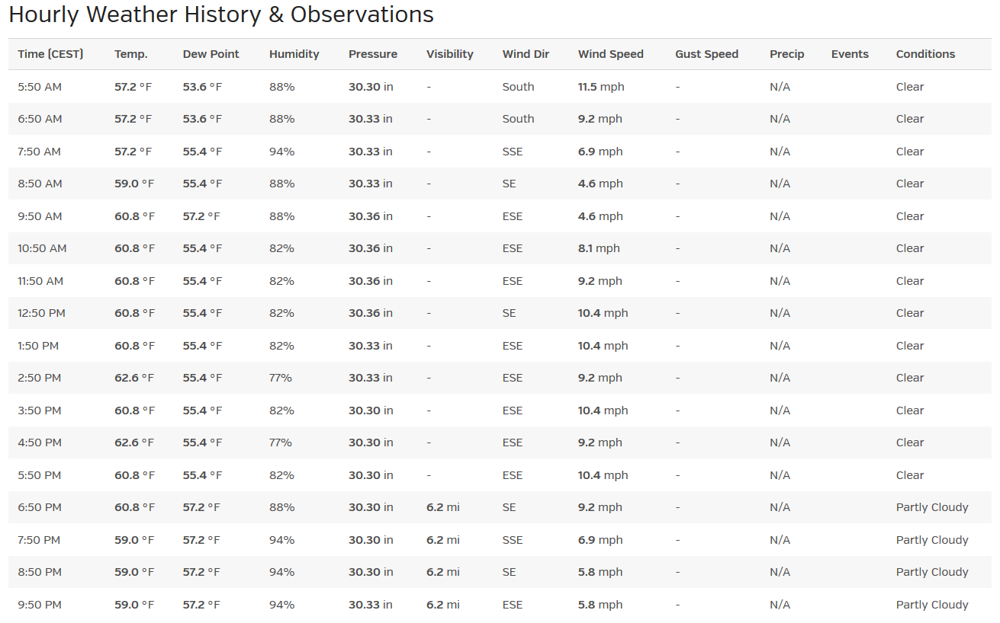 Hourly Weather History & Observations
Time (CEST) Temp. Dew Point Humidity Pressure Visibility Wind Dir Wind Speed Gust Speed Precip Events Conditions
5:50 AM 57.2 °F 53.6 °F 88% 30.30 in - South 11.5 mph - N/A Clear
6:50 AM 57.2 °F 53.6 °F 88% 30.33 in - South 9.2 mph - N/A Clear
7:50 AM 57.2 °F 55.4 °F 94% 30.33 in - SSE 6.9 mph - N/A Clear
8:50 AM 59.0 °F 55.4 °F 88% 30.33 in - SE 4.6 mph - N/A Clear
9:50 AM 60.8 °F 57.2 °F 88% 30.36 in - ESE 4.6 mph - N/A Clear
10:50 AM 60.8 °F 55.4 °F 82% 30.36 in - ESE 8.1 mph - N/A Clear
11:50 AM 60.8 °F 55.4 °F 82% 30.36 in - ESE 9.2 mph - N/A Clear
12:50 PM 60.8 °F 55.4 °F 82% 30.36 in - SE 10.4 mph - N/A Clear
1:50 PM 60.8 °F 55.4 °F 82% 30.33 in - ESE 10.4 mph - N/A Clear
2:50 PM 62.6 °F 55.4 °F 77% 30.33 in - ESE 9.2 mph - N/A Clear
3:50 PM 60.8 °F 55.4 °F 82% 30.30 in - ESE 10.4 mph - N/A Clear
4:50 PM 62.6 °F 55.4 °F 77% 30.30 in - ESE 9.2 mph - N/A Clear
5:50 PM 60.8 °F 55.4 °F 82% 30.30 in - ESE 10.4 mph - N/A Clear
6:50 PM 60.8 °F 57.2 °F 88% 30.30 in 6.2 mi SE 9.2 mph - N/A Partly Cloudy
7:50 PM 59.0 °F 57.2 °F 94% 30.30 in 6.2 mi SSE 6.9 mph - N/A Partly Cloudy
8:50 PM 59.0 °F 57.2 °F 94% 30.30 in 6.2 mi SE 5.8 mph - N/A Partly Cloudy
9:50 PM 59.0 °F 57.2 °F 94% 30.33 in 6.2 mi ESE 5.8 mph - N/A Partly Cloudy